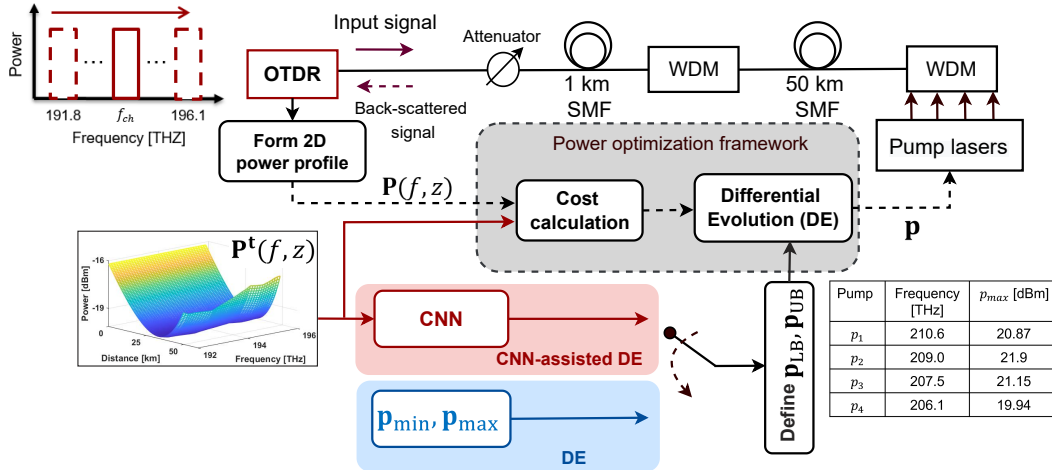 Power
191.8
...
f_ch
...
196.1
Frequency [THZ]
OTDR
Input signal
Back-scattered
signal
Attenuator
1 km
SMF
WDM
50 km
SMF
WDM
Pump lasers
Form 2D
power profile
P(f, z)
Power optimization framework
Cost
calculation
Differential
Evolution (DE)
p
P^t(f, z)
Power [dBm]
-16
-19
0
25
50
Distance [km]
192
194
196
Frequency [THz]
CNN
CNN-assisted DE
p_min, p_max
DE
Define p_LB, p_UB
Pump Frequency [THz] p_max [dBm]
p_1 210.6 20.87
p_2 209.0 21.9
p_3 207.5 21.15
p_4 206.1 19.94